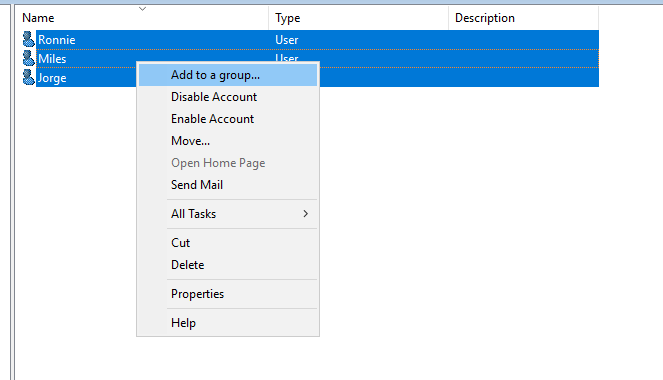 Name Type Description
Ronnie User
Miles User
Jorge
Add to a group...
Disable Account
Enable Account
Move...
Open Home Page
Send Mail
All Tasks
Cut
Delete
Properties
Help